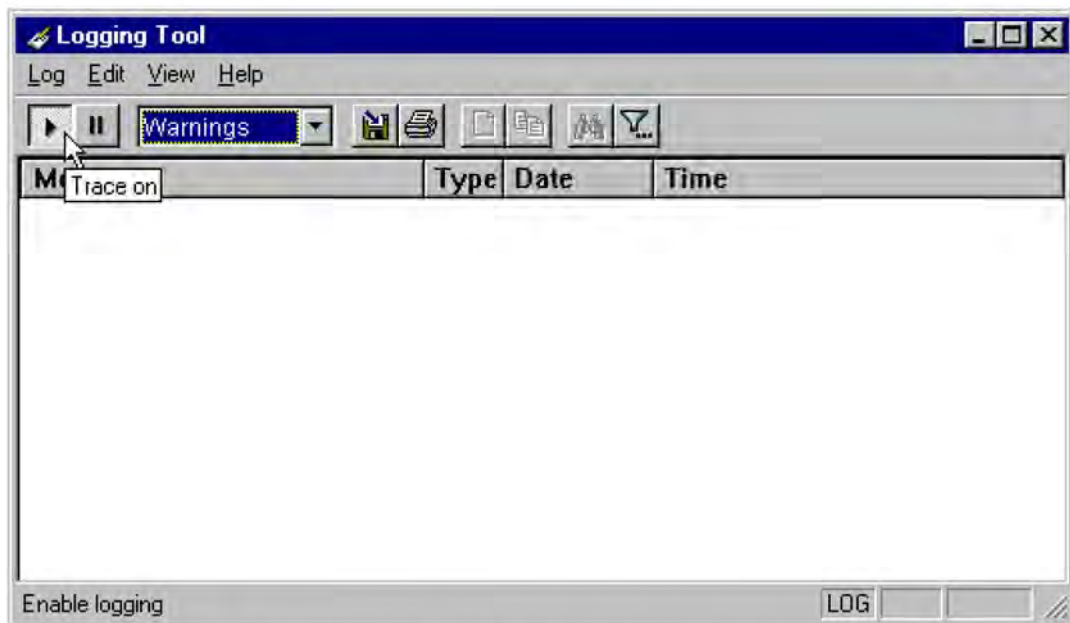 Logging Tool
Log Edit View Help
Warnings
Type Date Time
Trace on
Enable logging LOG